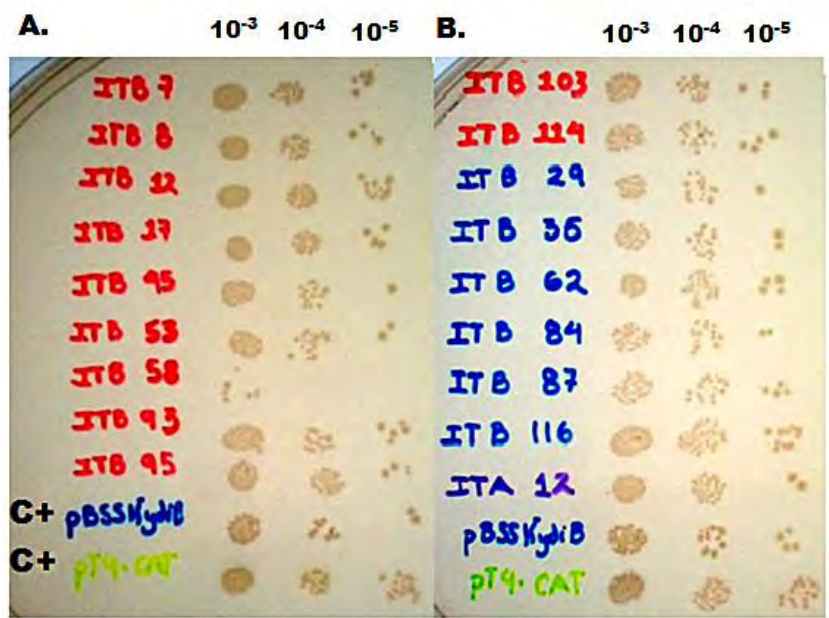 A. 10-3 10-4 10-5
ITB 7
ITB 8
ITB 12
ITB 17
ITB 95
ITB 53
ITB 58
ITB 93
ITB 95
C+ pBSSKydiB
C+ pT4.CAT
B. 10-3 10-4 10-5
ITB 103
ITB 114
ITB 29
ITB 36
ITB 62
ITB 84
ITB 87
ITB 116
ITA 12
pBSSKydiB
pT4. CAT